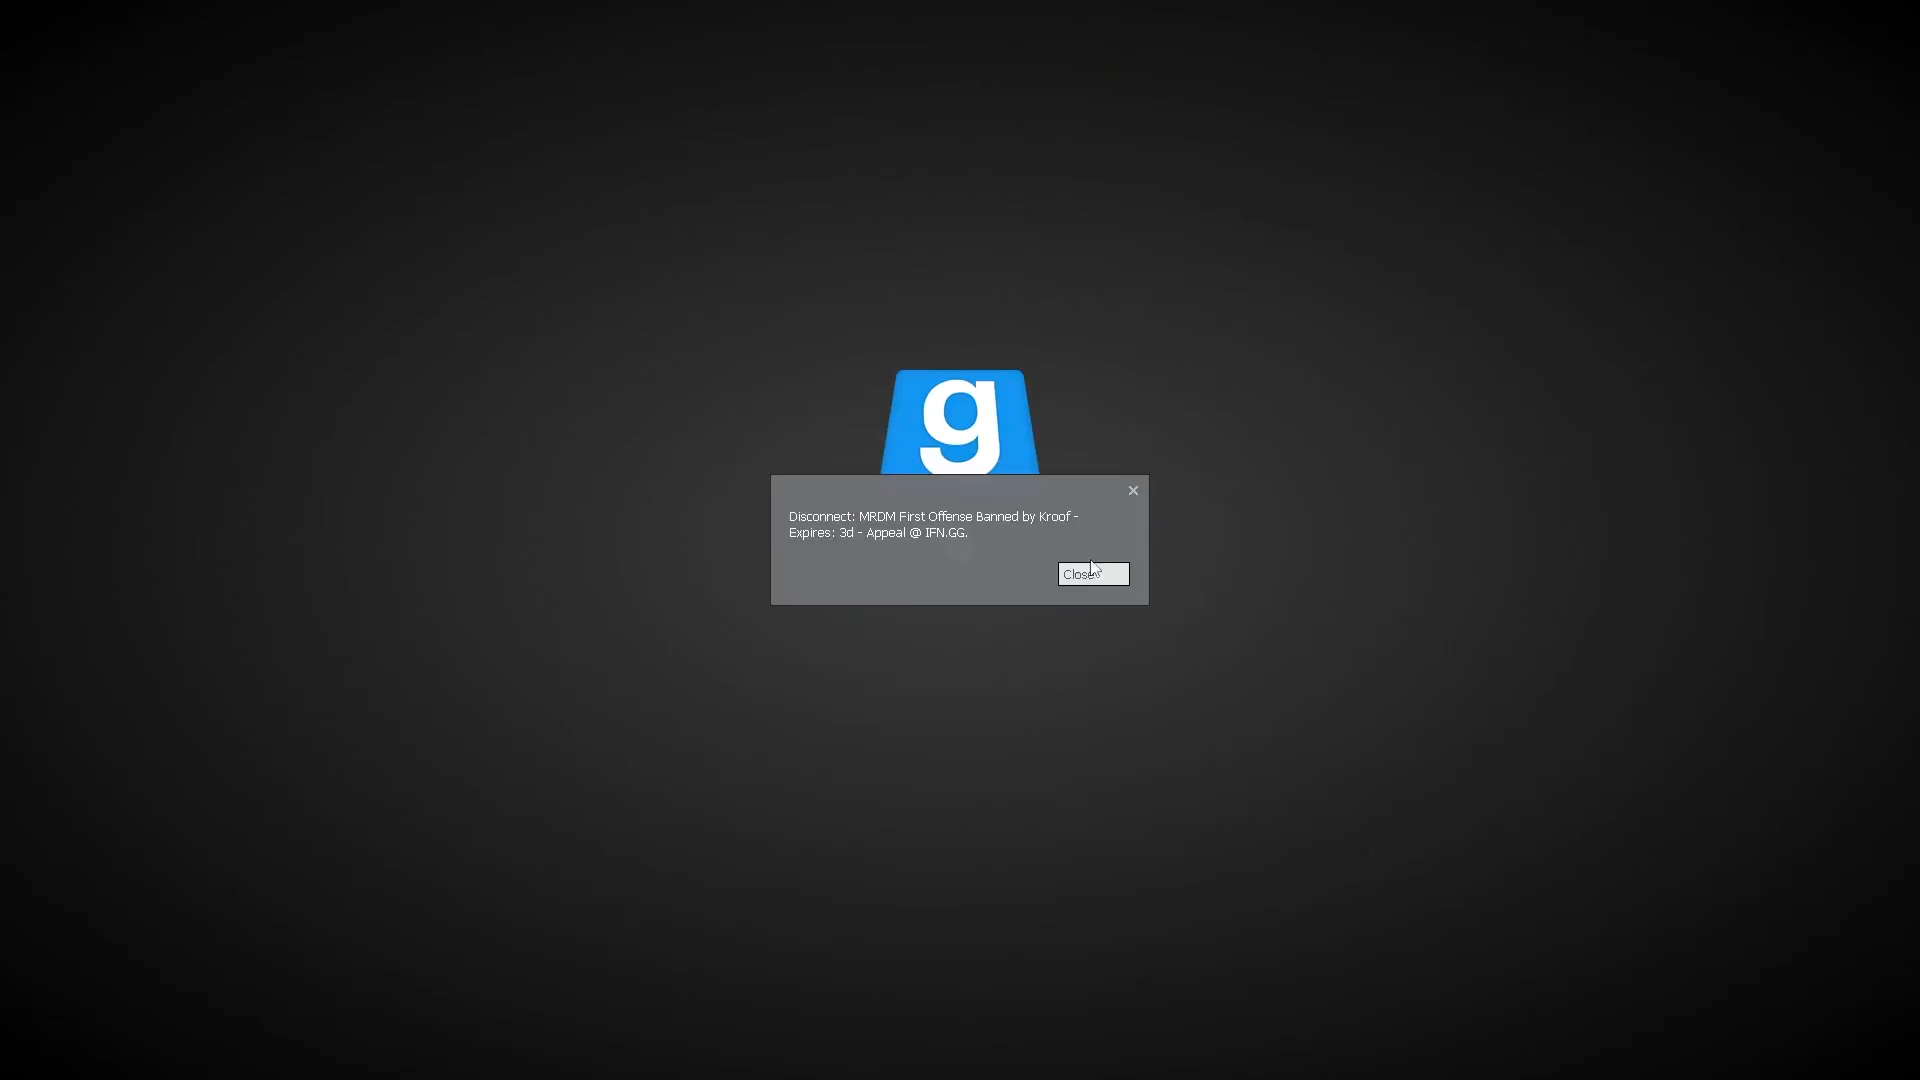 g
Disconnect: MRDM First Offense Banned by Kroof -
Expires: 3d - Appeal @ IFN.GG.
Close